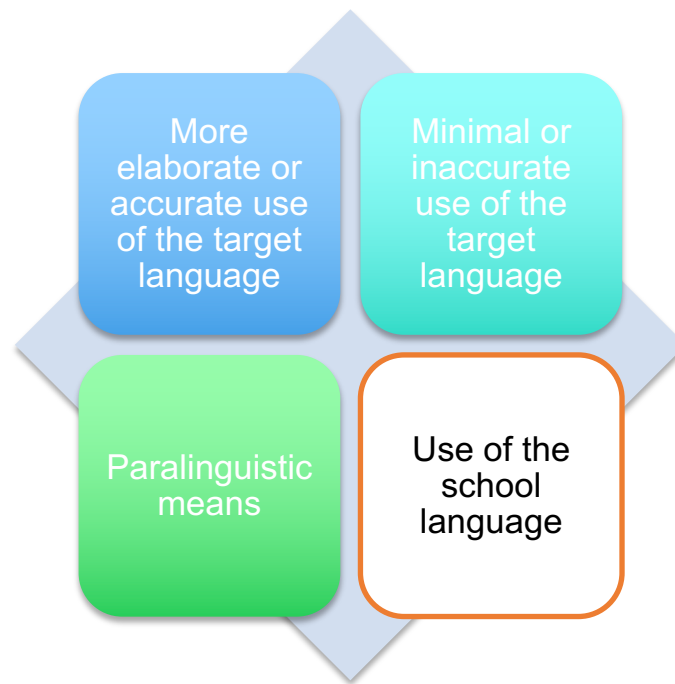 More
elaborate or
accurate use
of the target
language
Minimal or
inaccurate
use of the
target
language
Paralinguistic
means
Use of the
school
language